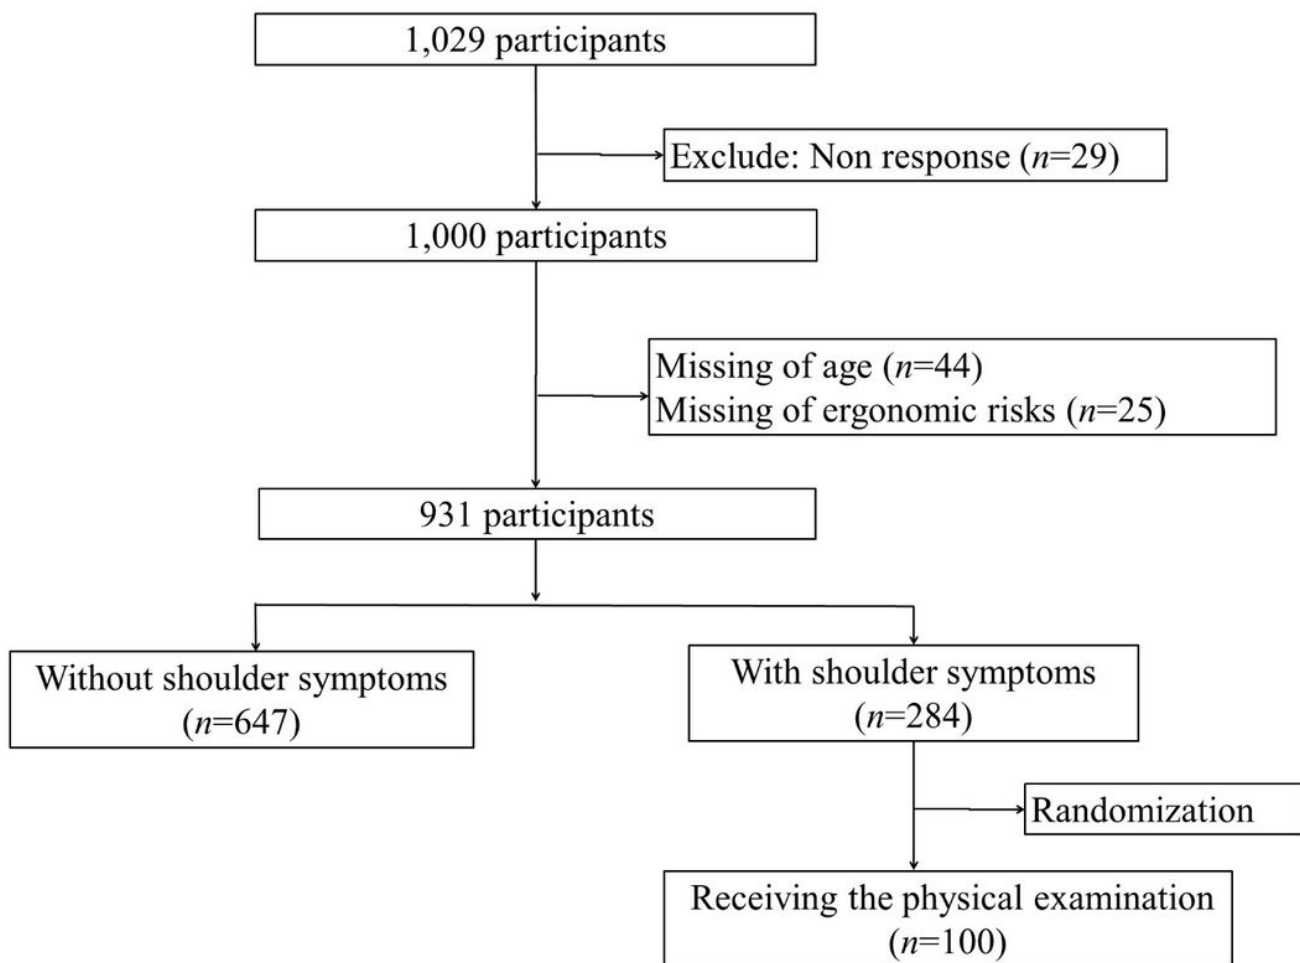 1,029 participants
Exclude: Non response (n=29)
1,000 participants
Missing of age (n=44)
Missing of ergonomic risks (n=25)
931 participants
Without shoulder symptoms
(n=647)
With shoulder symptoms
(n=284)
Randomization
Receiving the physical examination
(n=100)